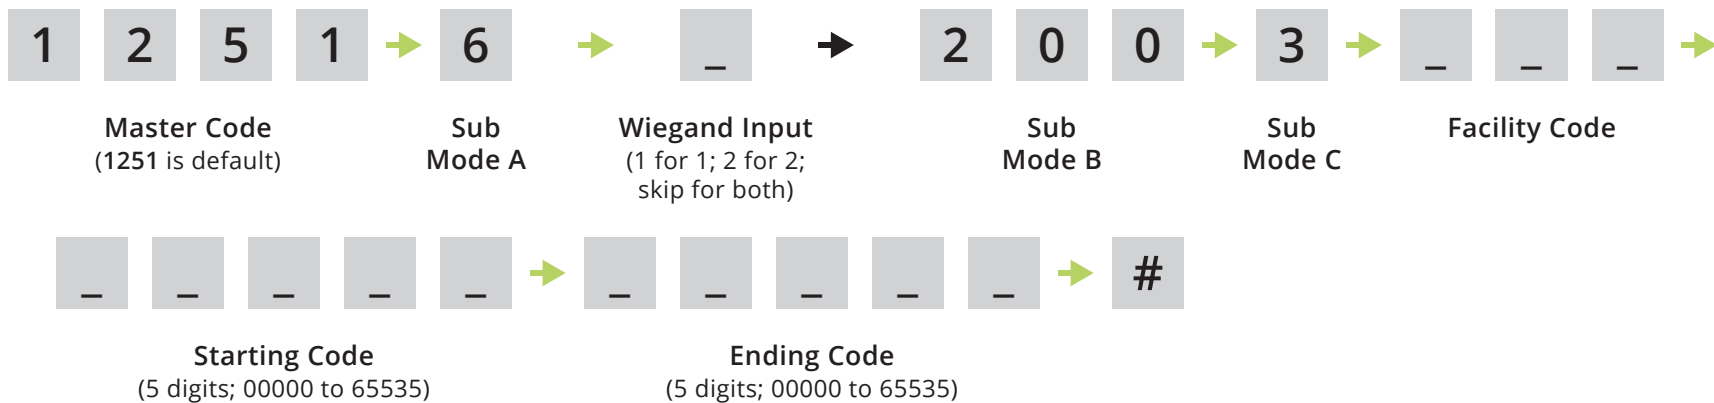 1 2 5 1 6 _ 2 0 0 3 _ _ _
Master Code Sub Wiegand Input Sub Sub Facility Code
(1251 is default) Mode A (1 for 1; 2 for 2; Mode B Mode C
skip for both)
_ _ _ _ _ _ _ _ _ _ #
Starting Code Ending Code
(5 digits; 00000 to 65535) (5 digits; 00000 to 65535)